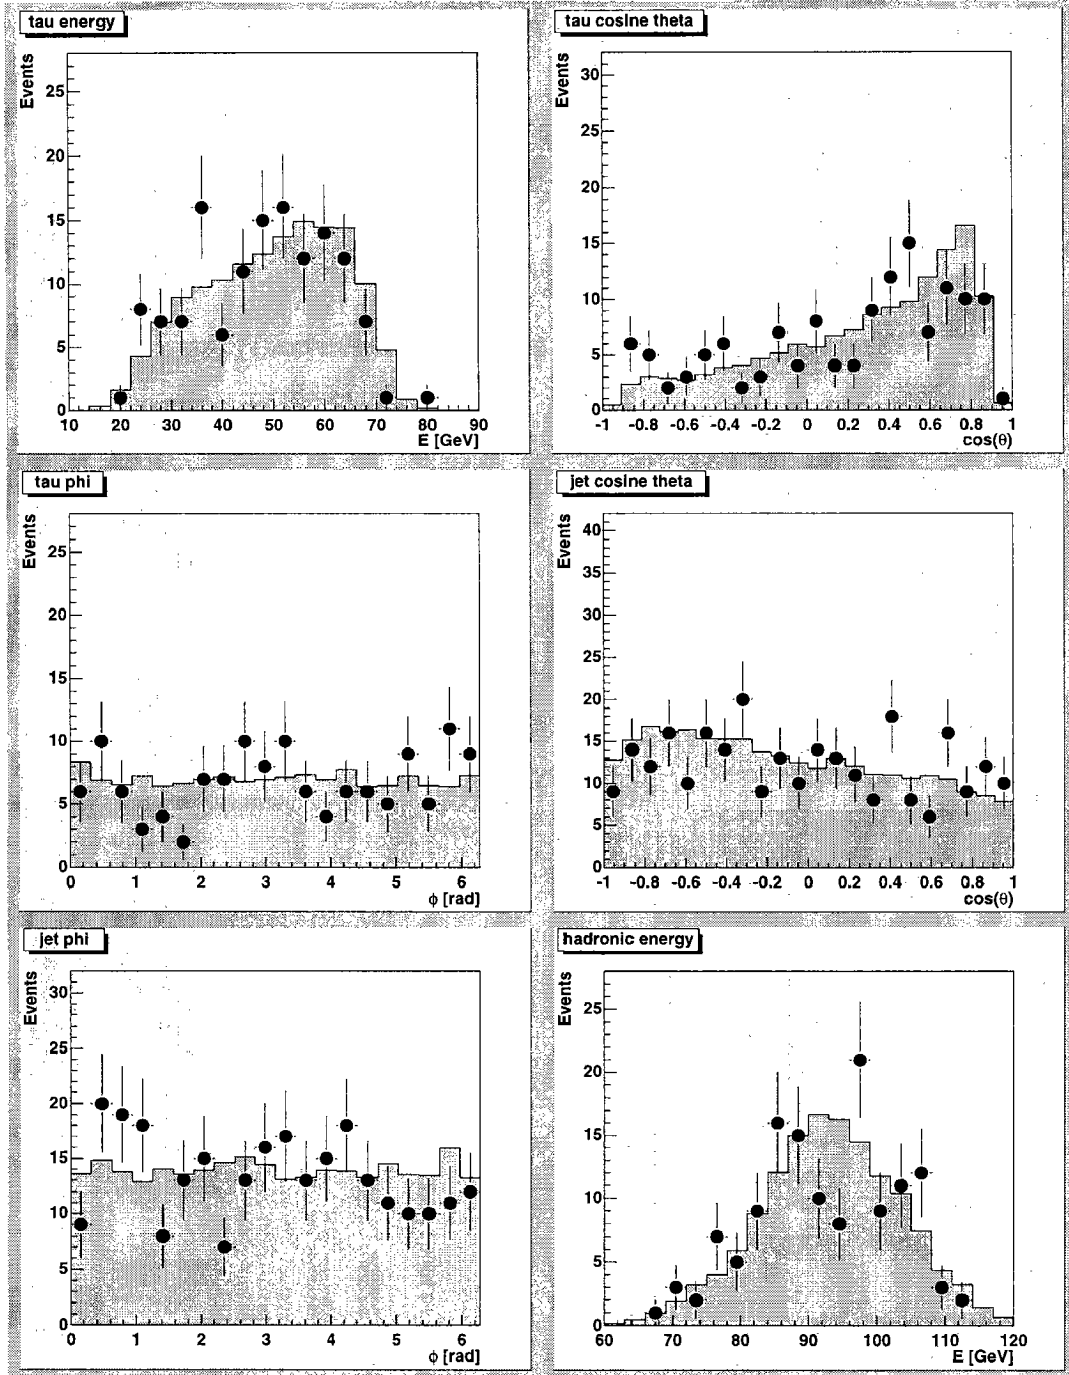 tau energy
Events
25
20
15
10
5
0
10 20 30 40 50 60 70 80 90
E [GeV]
tau cosine theta
Events
30
25
20
15
10
5
0
-1 -0.8 -0.6 -0.4 -0.2 0 0.2 0.4 0.6 0.8 1
cos(θ)
tau phi
Events
25
20
15
10
5
0
0 1 2 3 4 5 6
ϕ [rad]
jet cosine theta
Events
40
35
30
25
20
15
10
5
0
-1 -0.8 -0.6 -0.4 -0.2 0 0.2 0.4 0.6 0.8 1
cos(θ)
jet phi
Events
30
25
20
15
10
5
0
0 1 2 3 4 5 6
ϕ [rad]
hadronic energy
Events
25
20
15
10
5
0
60 70 80 90 100 110 120
E [GeV]